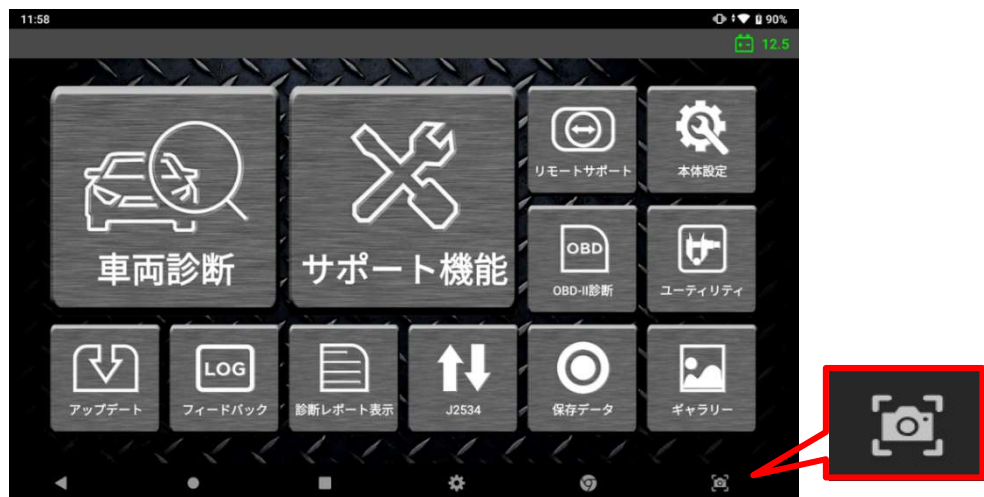 11:58
90%
12.5
車両診断
サポート機能
リモートサポート
本体設定
OBD
OBD-II診断
ユーティリティ
アップデート
LOG
フィードバック
診断レポート表示
J2534
保存データ
ギャラリー